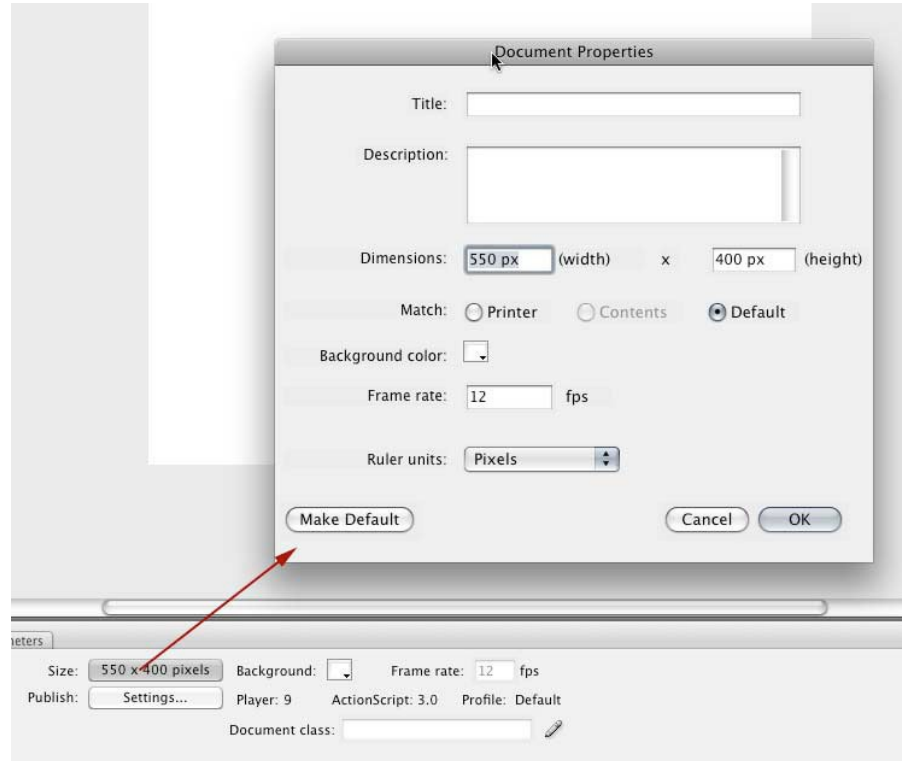 Document Properties
Title:
Description:
Dimensions: 550 px (width) x 400 px (height)
Match: Printer Contents Default
Background color:
Frame rate: 12 fps
Ruler units: Pixels
Make Default Cancel OK
Size: 550 x 400 pixels Background: Frame rate: 12 fps
Publish: Settings... Player: 9 ActionScript: 3.0 Profile: Default
Document class: